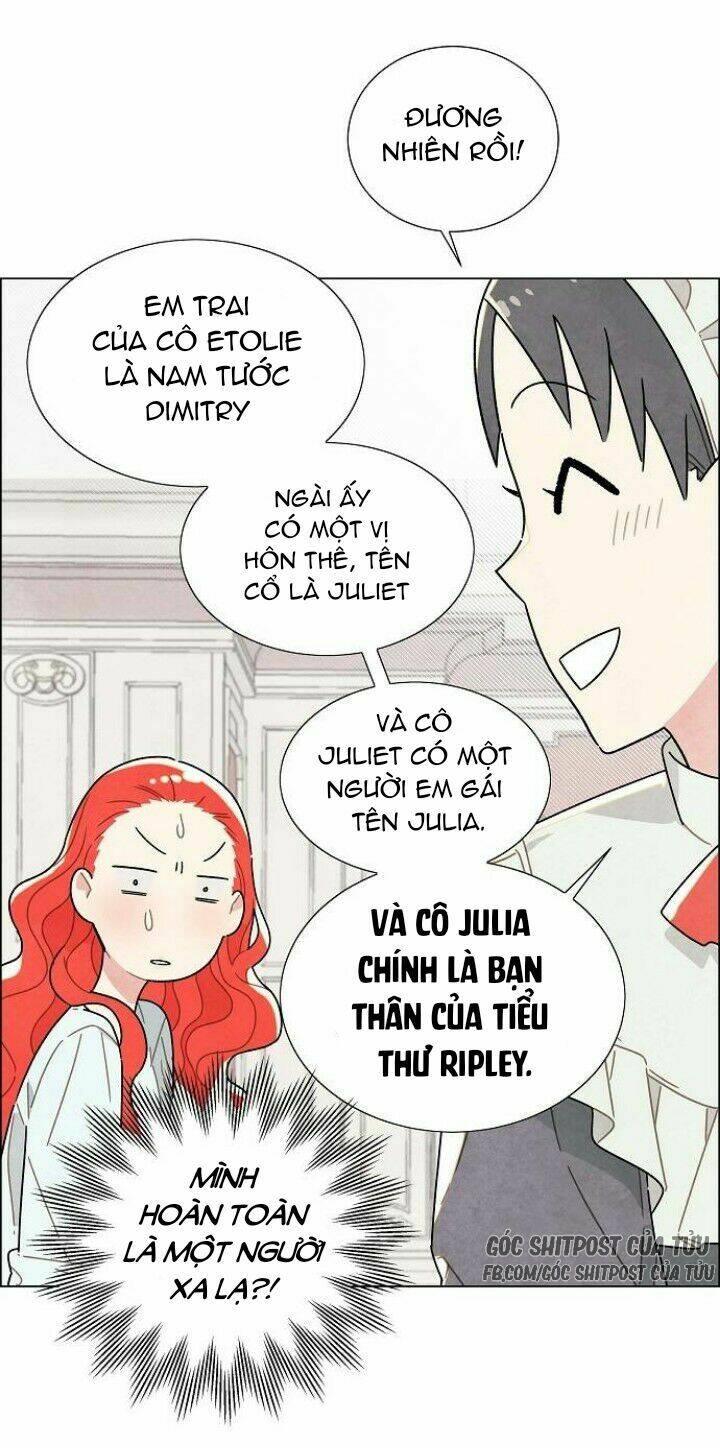 ĐƯƠNG
NHIÊN RỒI!
EM TRAI
CỦA CÔ ETOLIE
LÀ NAM TƯỚC
DIMITRY
NGÀI ẤY
CÓ MỘT VỊ
HÔN THÊ, TÊN
CỔ LÀ JULIET
VÀ CÔ
JULIET CÓ MỘT
NGƯỜI EM GÁI
TÊN JULIA.
VÀ CÔ JULIA
CHÍNH LÀ BẠN
THÂN CỦA TIỂU
THƯ RIPLEY.
MÌNH
HOÀN TOÀN
LÀ MỘT NGƯỜI
XA LẠ?!
GÓC SHITPOST CỦA TỬU
FB.COM/GÓC SHITPOST CỦA TỬU